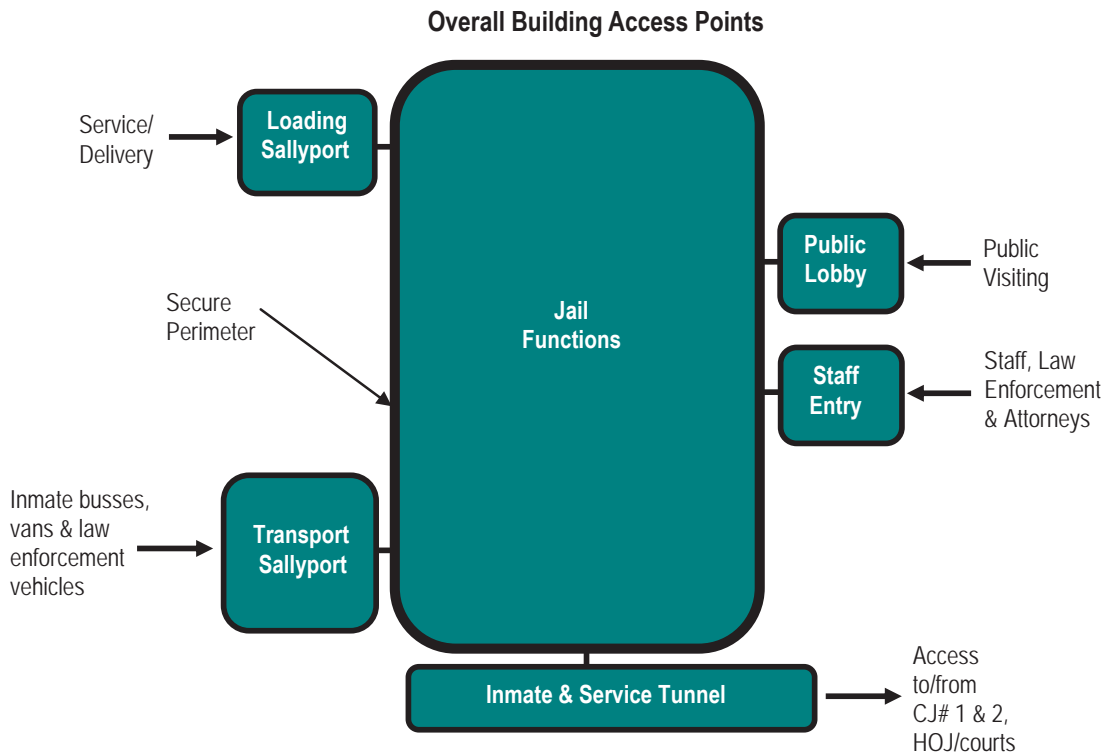 Overall Building Access Points
Service/
Delivery
Loading
Sallyport
Public
Lobby
Public
Visiting
Secure
Perimeter
Jail
Functions
Staff
Entry
Staff, Law
Enforcement
& Attorneys
Inmate busses,
vans & law
enforcement
vehicles
Transport
Sallyport
Inmate & Service Tunnel
Access
to/from
CJ# 1 & 2,
HOJ/courts